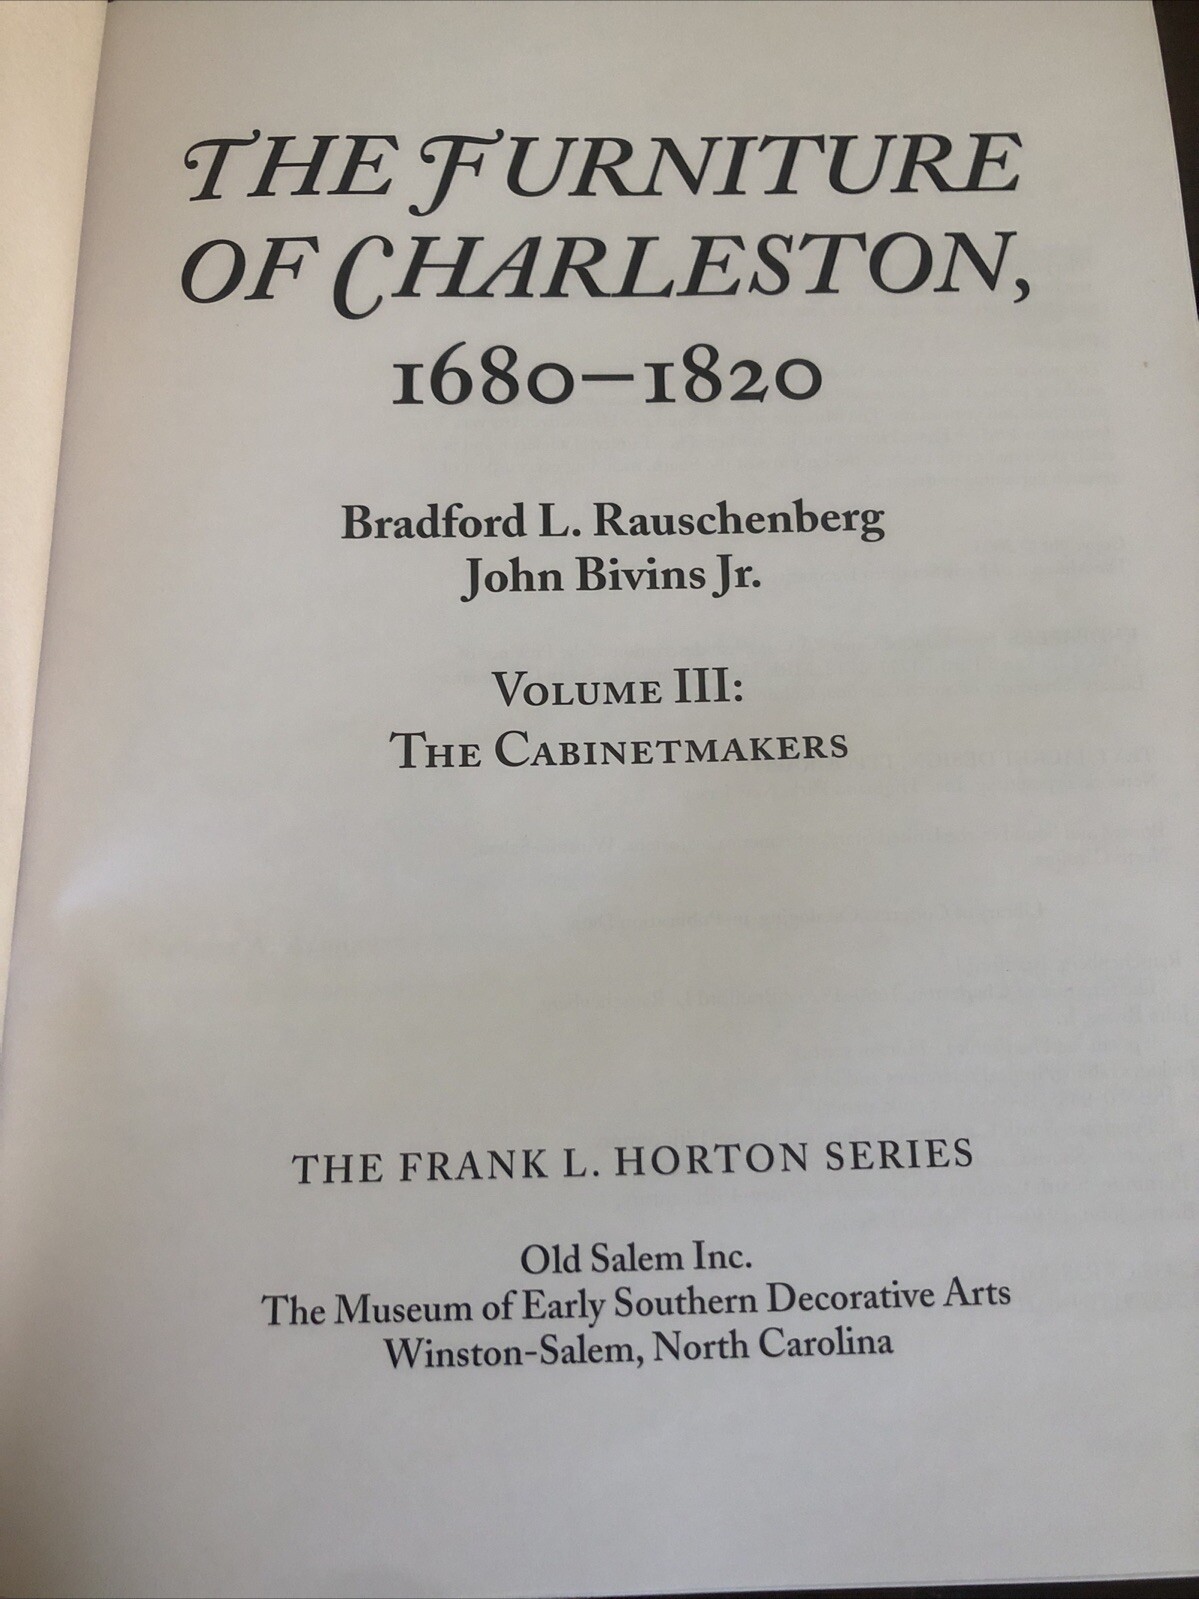 THE FURNITURE
OF CHARLESTON,
1680–1820
Bradford L. Rauschenberg
John Bivins Jr.
VOLUME III:
THE CABINETMAKERS
THE FRANK L. HORTON SERIES
Old Salem Inc.
The Museum of Early Southern Decorative Arts
Winston-Salem, North Carolina